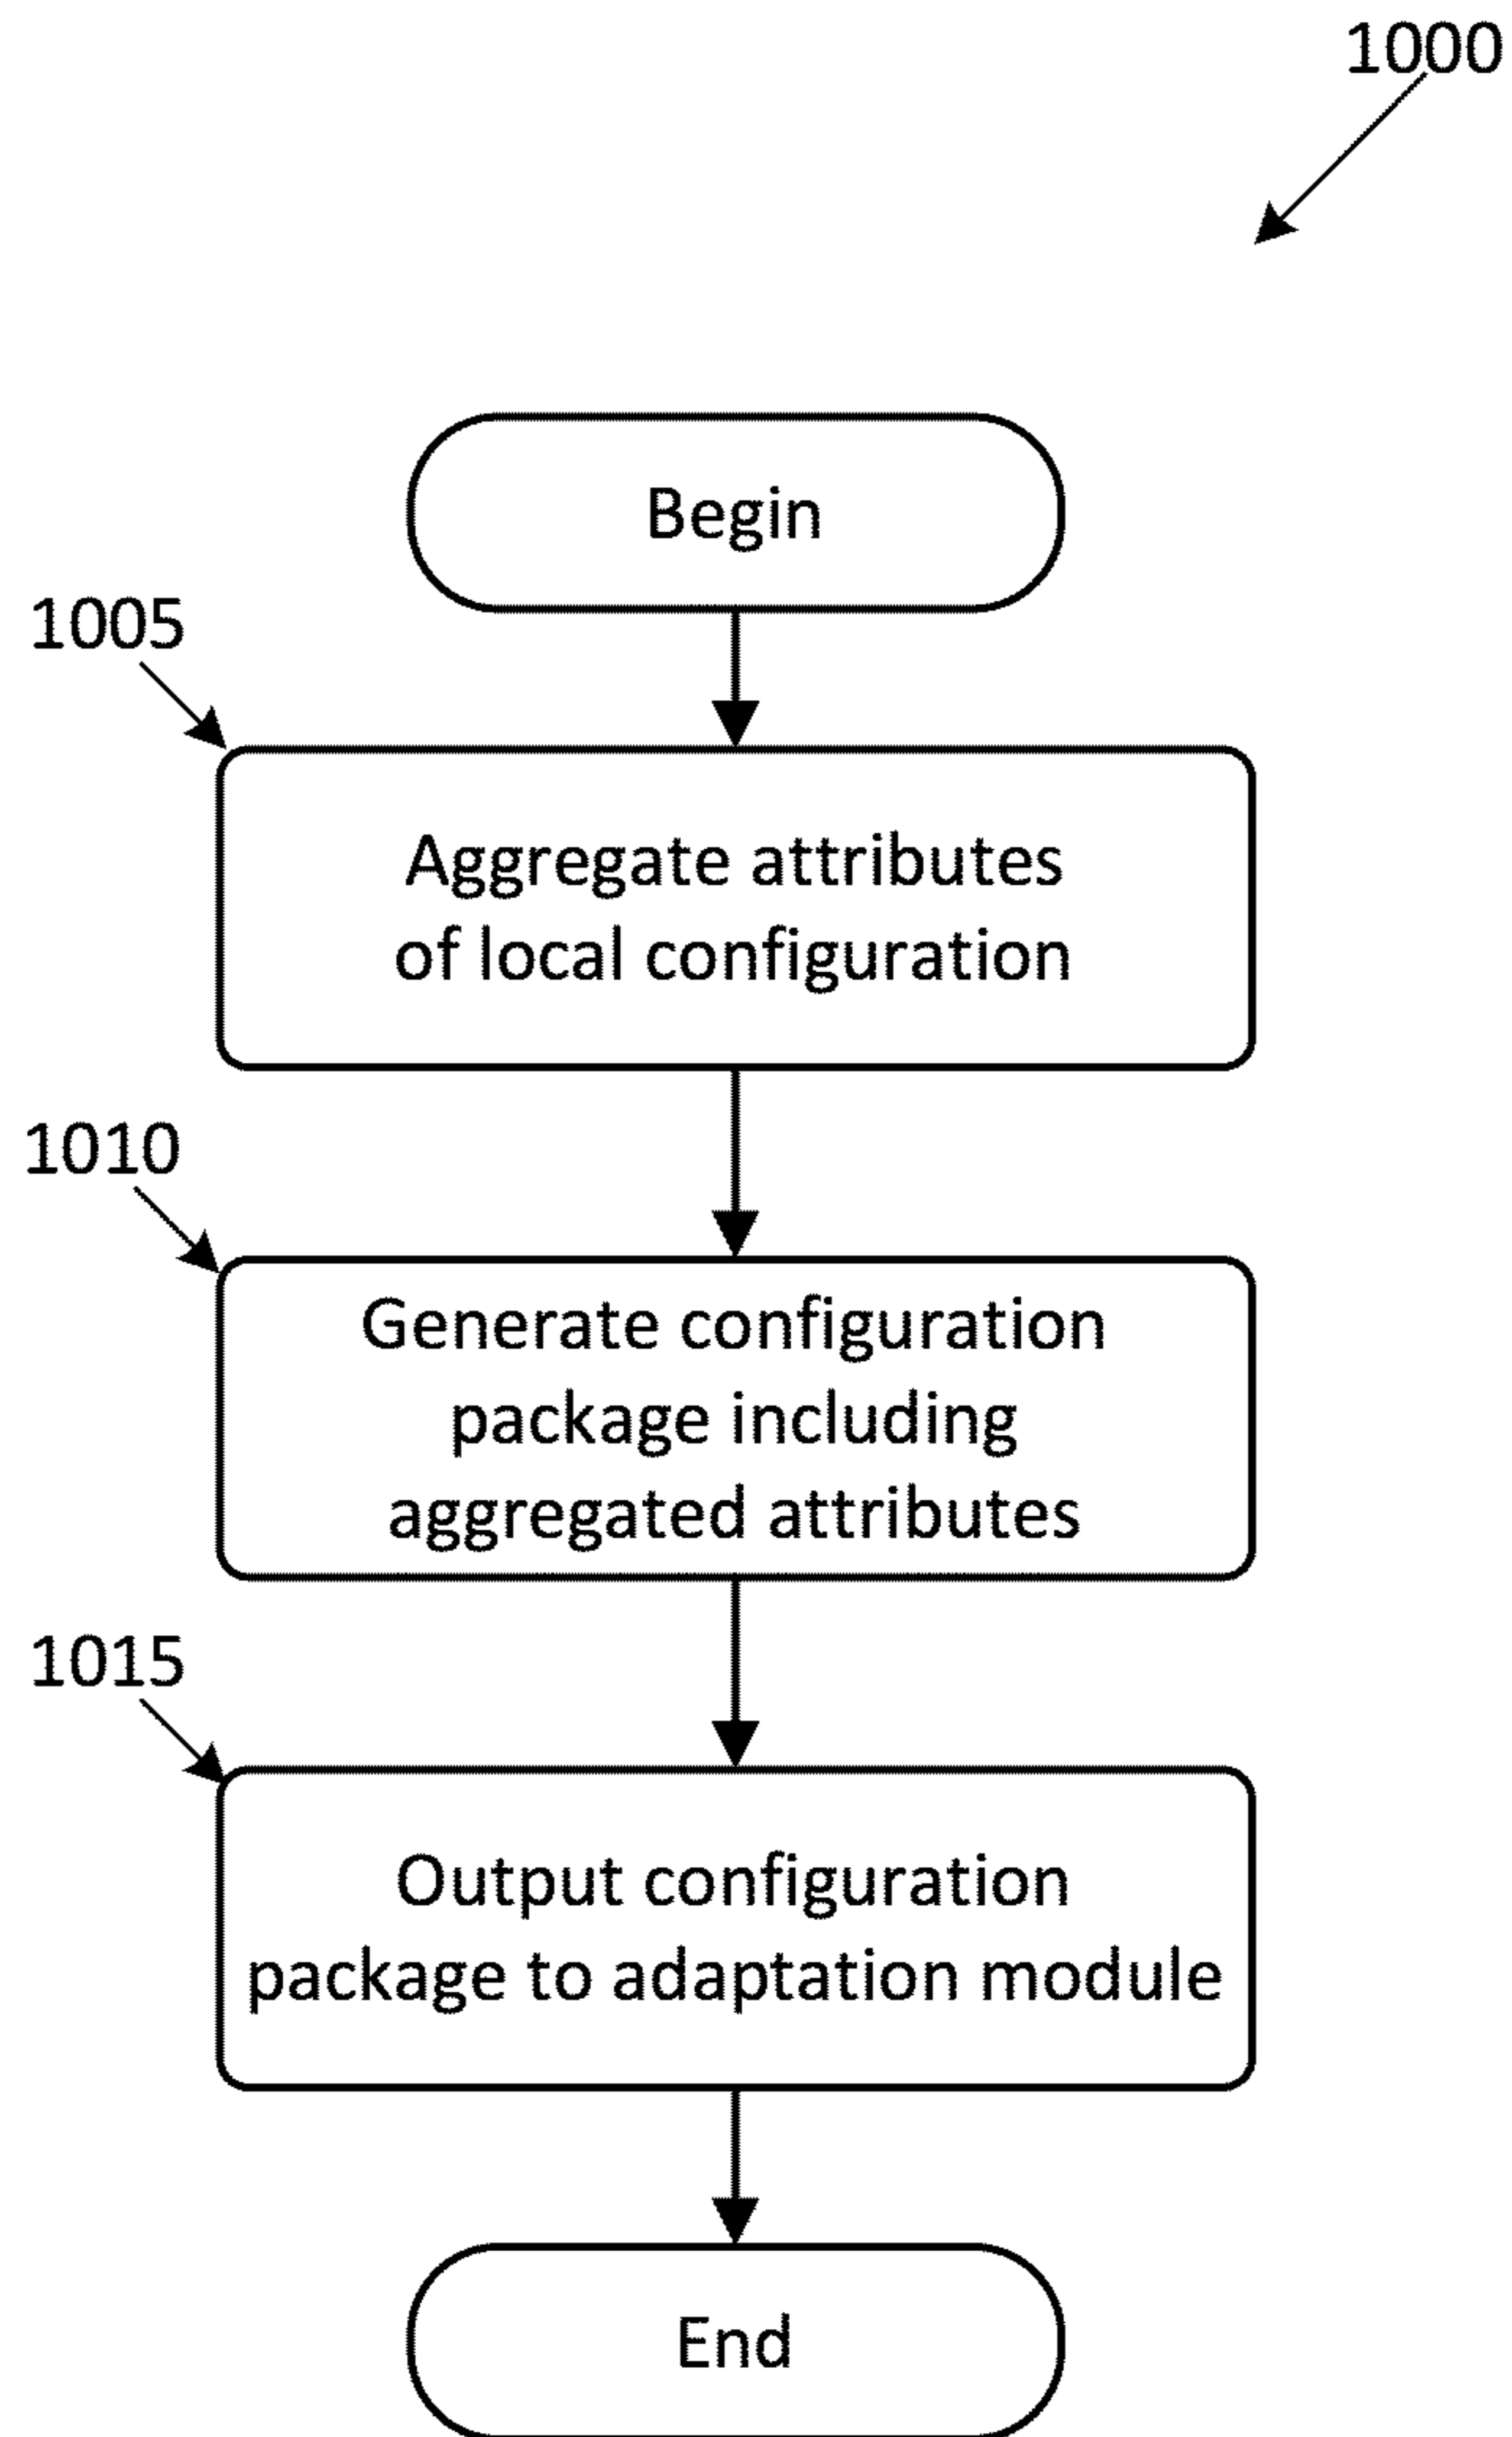 1000
Begin
1005
Aggregate attributes
of local configuration
1010
Generate configuration
package including
aggregated attributes
1015
Output configuration
package to adaptation module
End